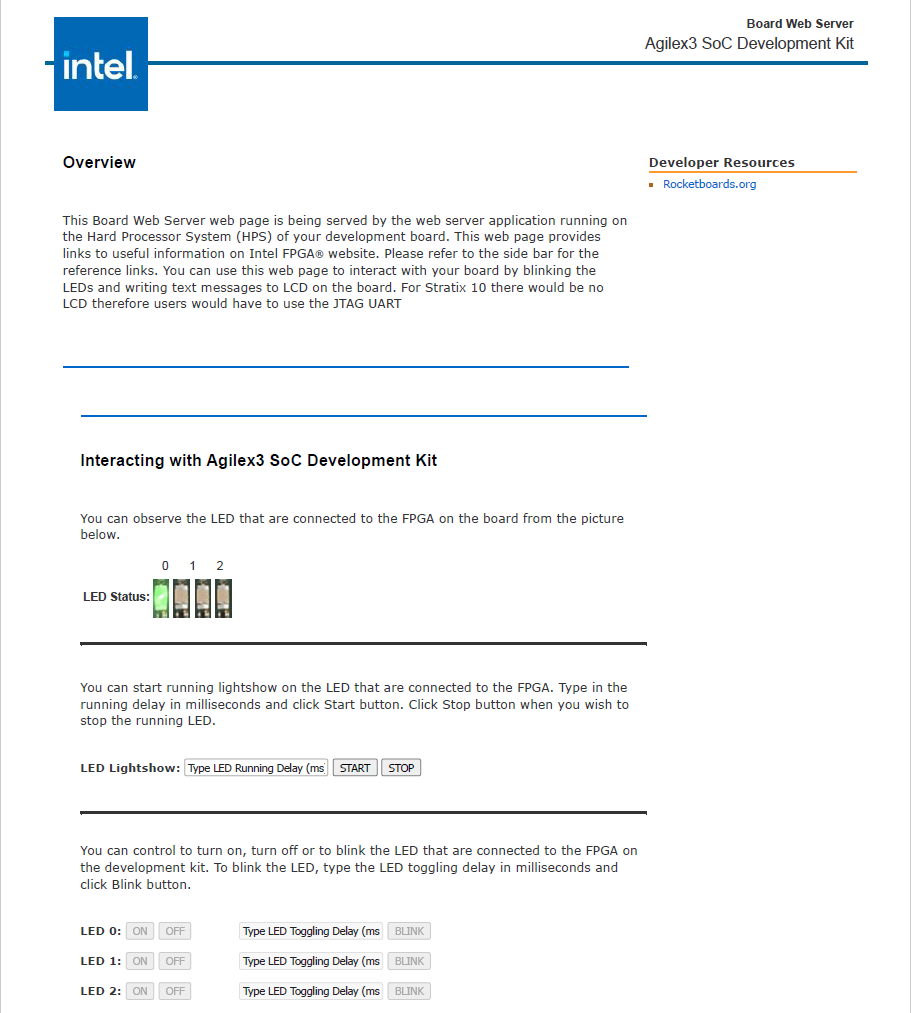 intel.
Board Web Server
Agilex3 SoC Development Kit
Overview
Developer Resources
Rocketboards.org
This Board Web Server web page is being served by the web server application running on
the Hard Processor System (HPS) of your development board. This web page provides
links to useful information on Intel FPGA® website. Please refer to the side bar for the
reference links. You can use this web page to interact with your board by blinking the
LEDs and writing text messages to LCD on the board. For Stratix 10 there would be no
LCD therefore users would have to use the JTAG UART
Interacting with Agilex3 SoC Development Kit
You can observe the LED that are connected to the FPGA on the board from the picture
below.
0 1 2
LED Status:
You can start running lightshow on the LED that are connected to the FPGA. Type in the
running delay in milliseconds and click Start button. Click Stop button when you wish to
stop the running LED.
LED Lightshow: Type LED Running Delay (ms START STOP
You can control to turn on, turn off or to blink the LED that are connected to the FPGA on
the development kit. To blink the LED, type the LED toggling delay in milliseconds and
click Blink button.
LED 0: ON OFF Type LED Toggling Delay (ms BLINK
LED 1: ON OFF Type LED Toggling Delay (ms BLINK
LED 2: ON OFF Type LED Toggling Delay (ms BLINK